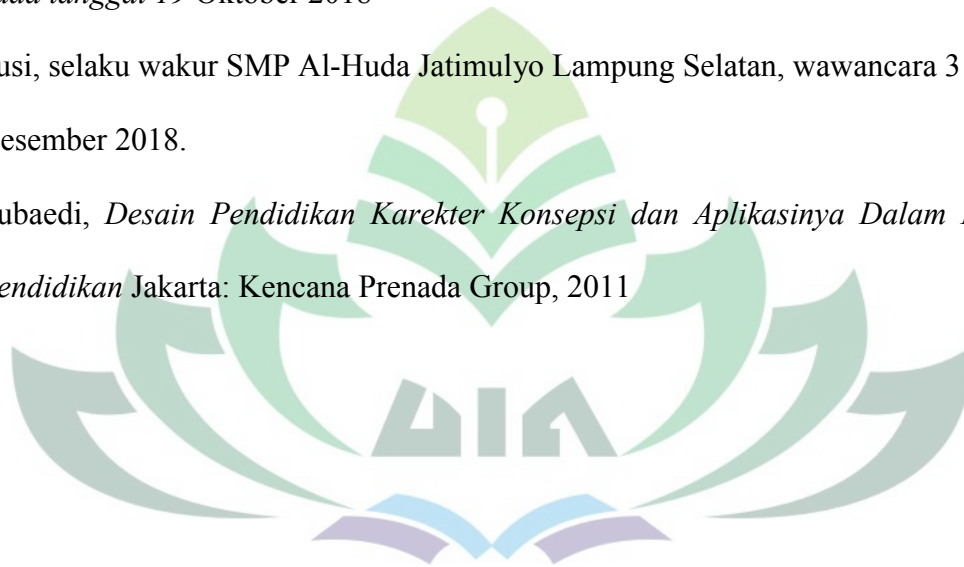 tanggal 19 Oktober 2018
usi, selaku wakur SMP Al-Huda Jatimulyo Lampung Selatan, wawancara 3
esember 2018.
ubaedi, Desain Pendidikan Karekter Konsepsi dan Aplikasinya Dalam
endidikan Jakarta: Kencana Prenada Group, 2011
UIN